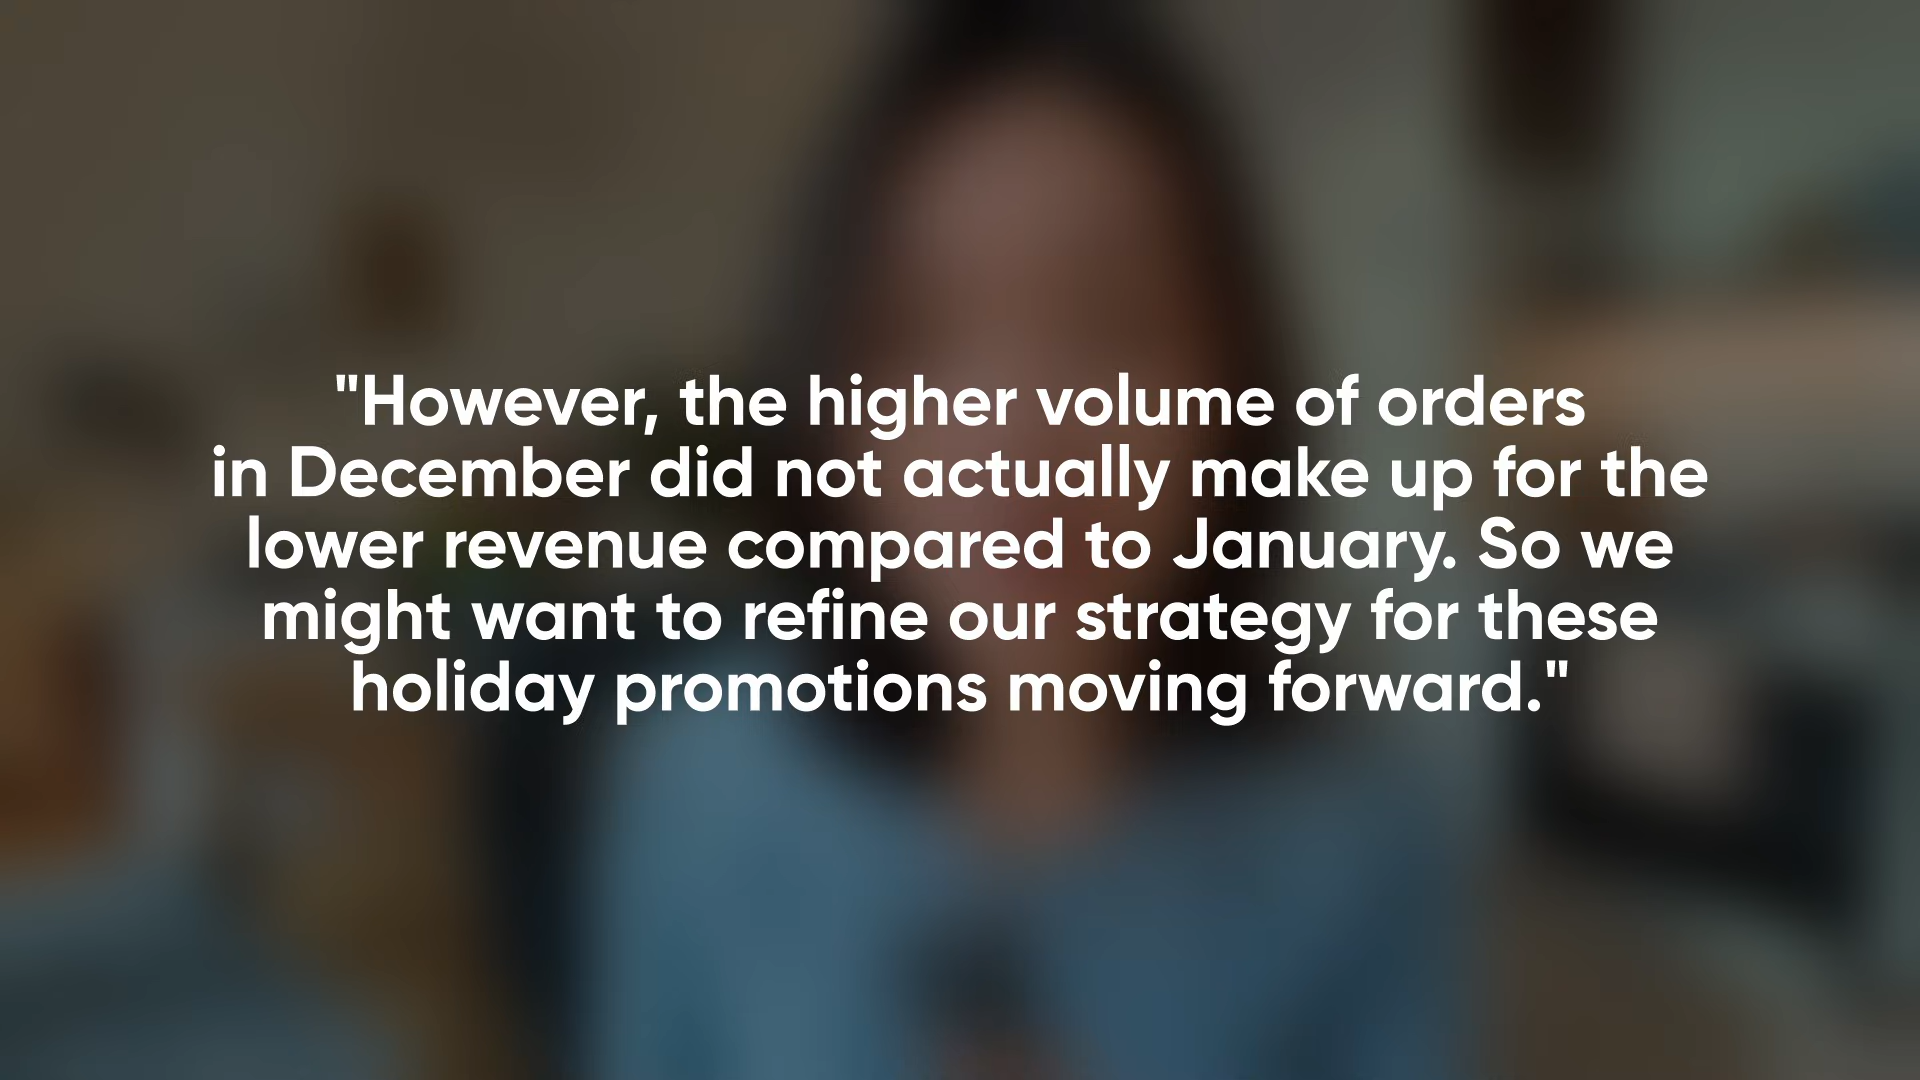 "However, the higher volume of orders
in December did not actually make up for the
lower revenue compared to January. So we
might want to refine our strategy for these
holiday promotions moving forward."